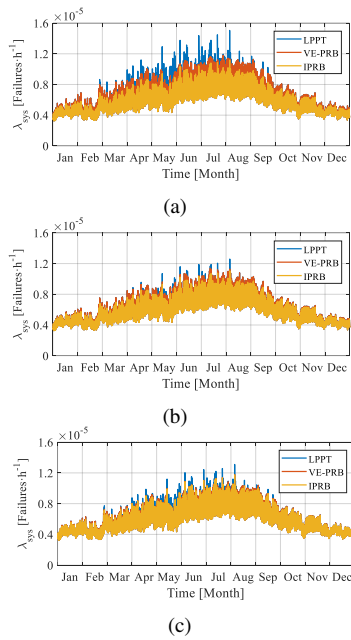 ×10⁻⁵
1.6
1.2
0.8
0.4
0
λsys [Failures·h⁻¹]
LPPT
VE-PRB
IPRB
Jan Feb Mar Apr May Jun Jul Aug Sep Oct Nov Dec
Time [Month]
(a)
×10⁻⁵
1.6
1.2
0.8
0.4
0
λsys [Failures·h⁻¹]
LPPT
VE-PRB
IPRB
Jan Feb Mar Apr May Jun Jul Aug Sep Oct Nov Dec
Time [Month]
(b)
×10⁻⁵
1.6
1.2
0.8
0.4
0
λsys [Failures·h⁻¹]
LPPT
VE-PRB
IPRB
Jan Feb Mar Apr May Jun Jul Aug Sep Oct Nov Dec
Time [Month]
(c)